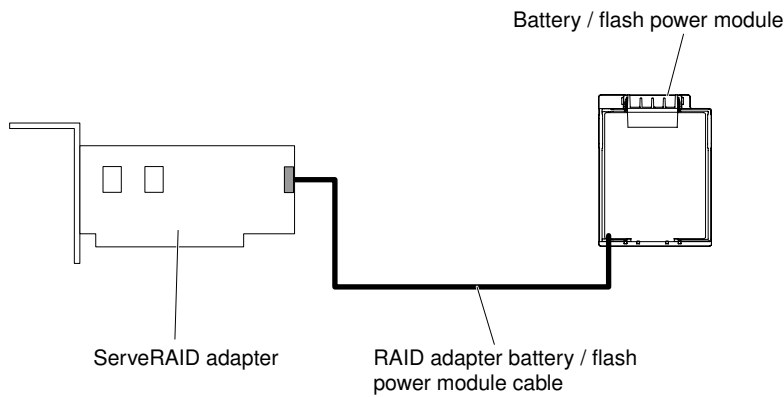 Battery / flash power module
ServeRAID adapter
RAID adapter battery / flash
power module cable